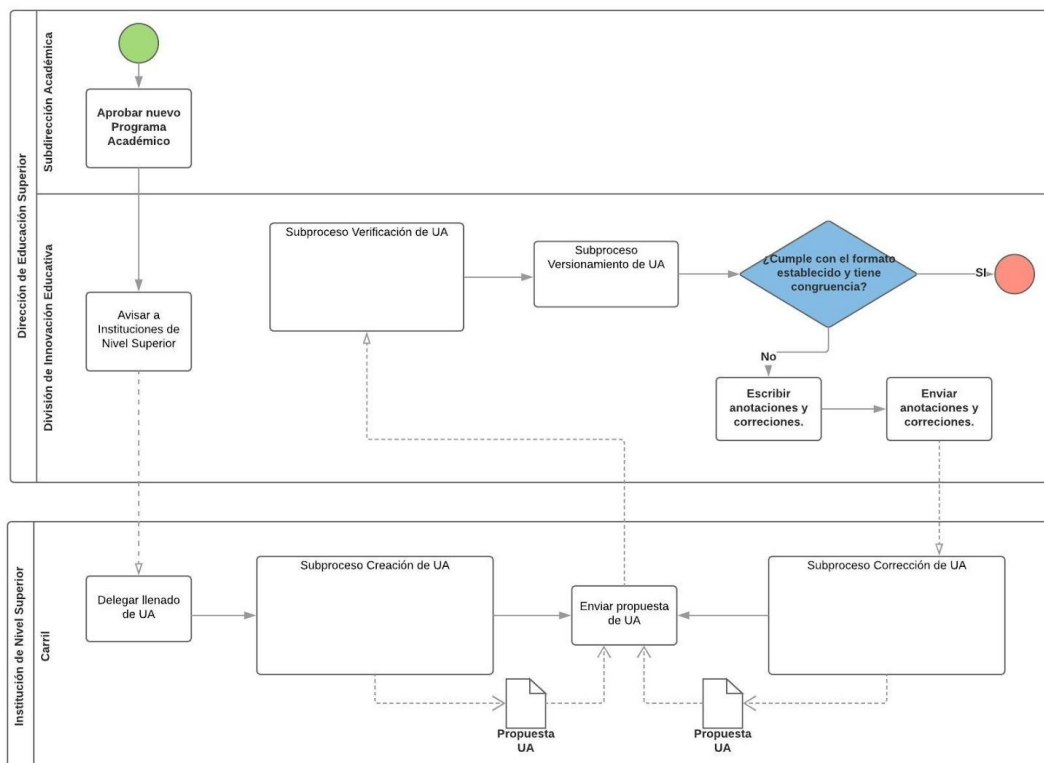 Dirección de Educación Superior
Subdirección Académica
Aprobar nuevo
Programa
Académico
División de Innovación Educativa
Avisar a
Instituciones de
Nivel Superior
Subproceso Verificación de UA
Subproceso
Versionamiento de UA
¿Cumple con el formato
establecido y tiene
congruencia?
SI
No
Escribir
anotaciones y
correciones.
Enviar
anotaciones y
correciones.
Institución de Nivel Superior
Carril
Delegar llenado
de UA
Subproceso Creación de UA
Enviar propuesta
de UA
Subproceso Corrección de UA
Propuesta
UA
Propuesta
UA